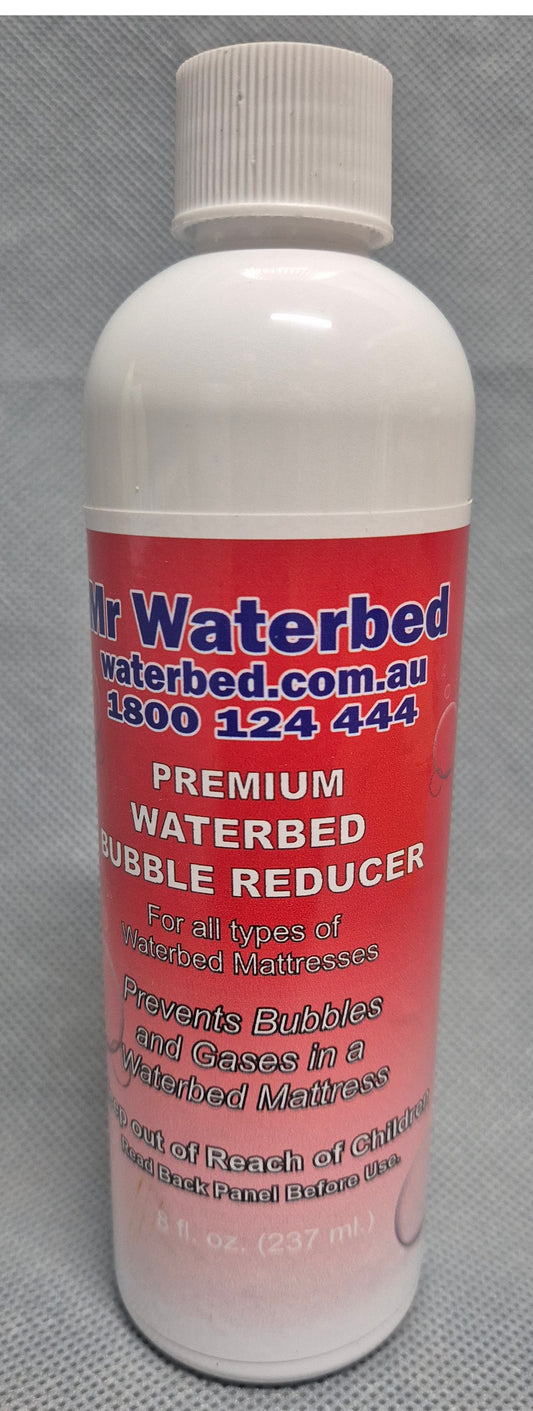 Mr Waterbed
waterbed.com.au
1800 124 444
PREMIUM
WATERBED
BUBBLE REDUCER
For all types of
Waterbed Mattresses
Prevents Bubbles
and Gases in a
Waterbed Mattress
Keep out of Reach of Children
Read Back Panel Before Use.
8 fl. oz. (237 ml.)